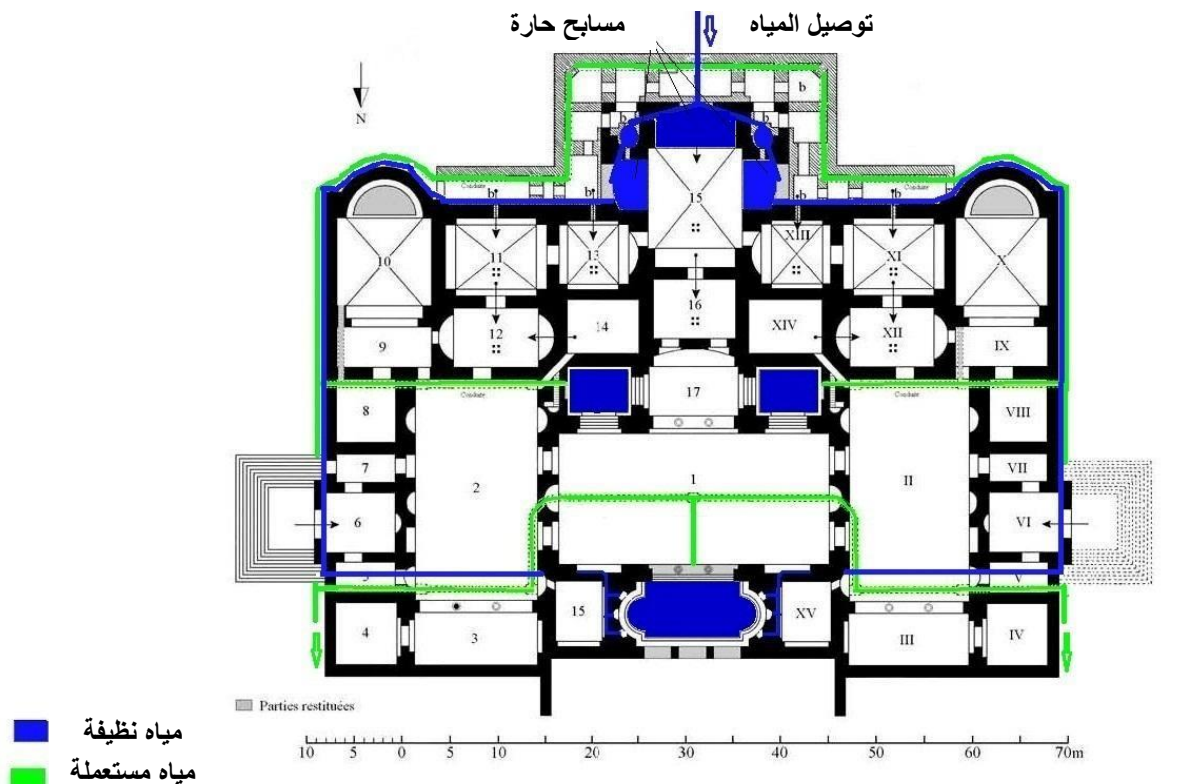 مسابح حارة توصيل المياه
N
b
b b
Conduite b b 15 b b Conduite
10 11 13 XIII XI X
16
9 12 14 XIV XII IX
17
Conduite Conduite
8 VIII
7 VII
2 1 II
6 VI
5 V
15 XV
4 3 III IV
Parties restituées
مياه نظيفة
10 5 0 5 10 20 30 40 50 60 70m
مياه مستعملة